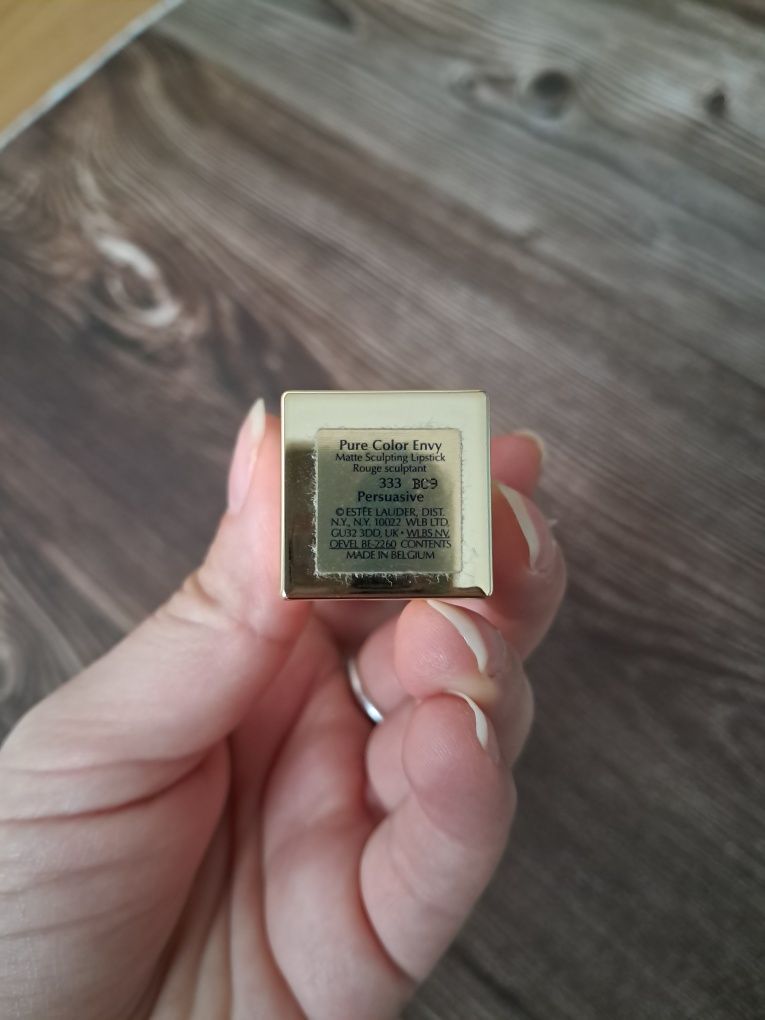 Pure Color Envy
Matte Sculpting Lipstick
Rouge sculptant
333 BC9
Persuasive
© ESTĒE LAUDER, DIST.
N.Y., N.Y. 10022 WLB LTD,
GU32 3DD, UK • WLBS NV,
OEVEL BE-2260 CONTENTS
MADE IN BELGIUM